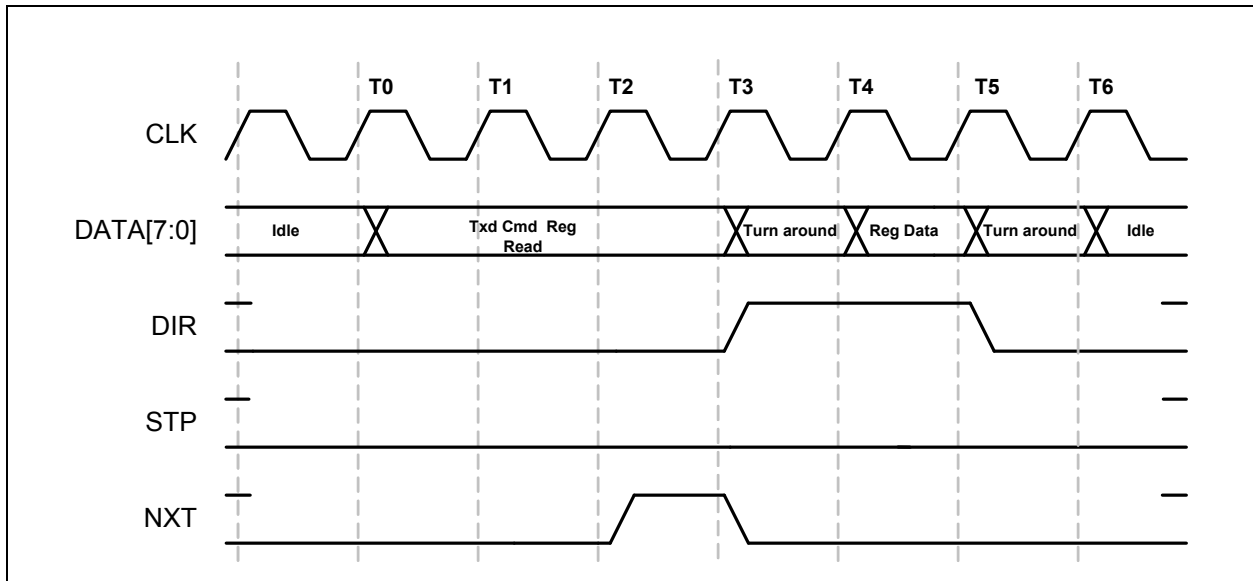 T0 T1 T2 T3 T4 T5 T6
CLK
DATA[7:0]
Idle
Txd Cmd Reg
Read
Turn around
Reg Data
Turn around
Idle
DIR
STP
NXT